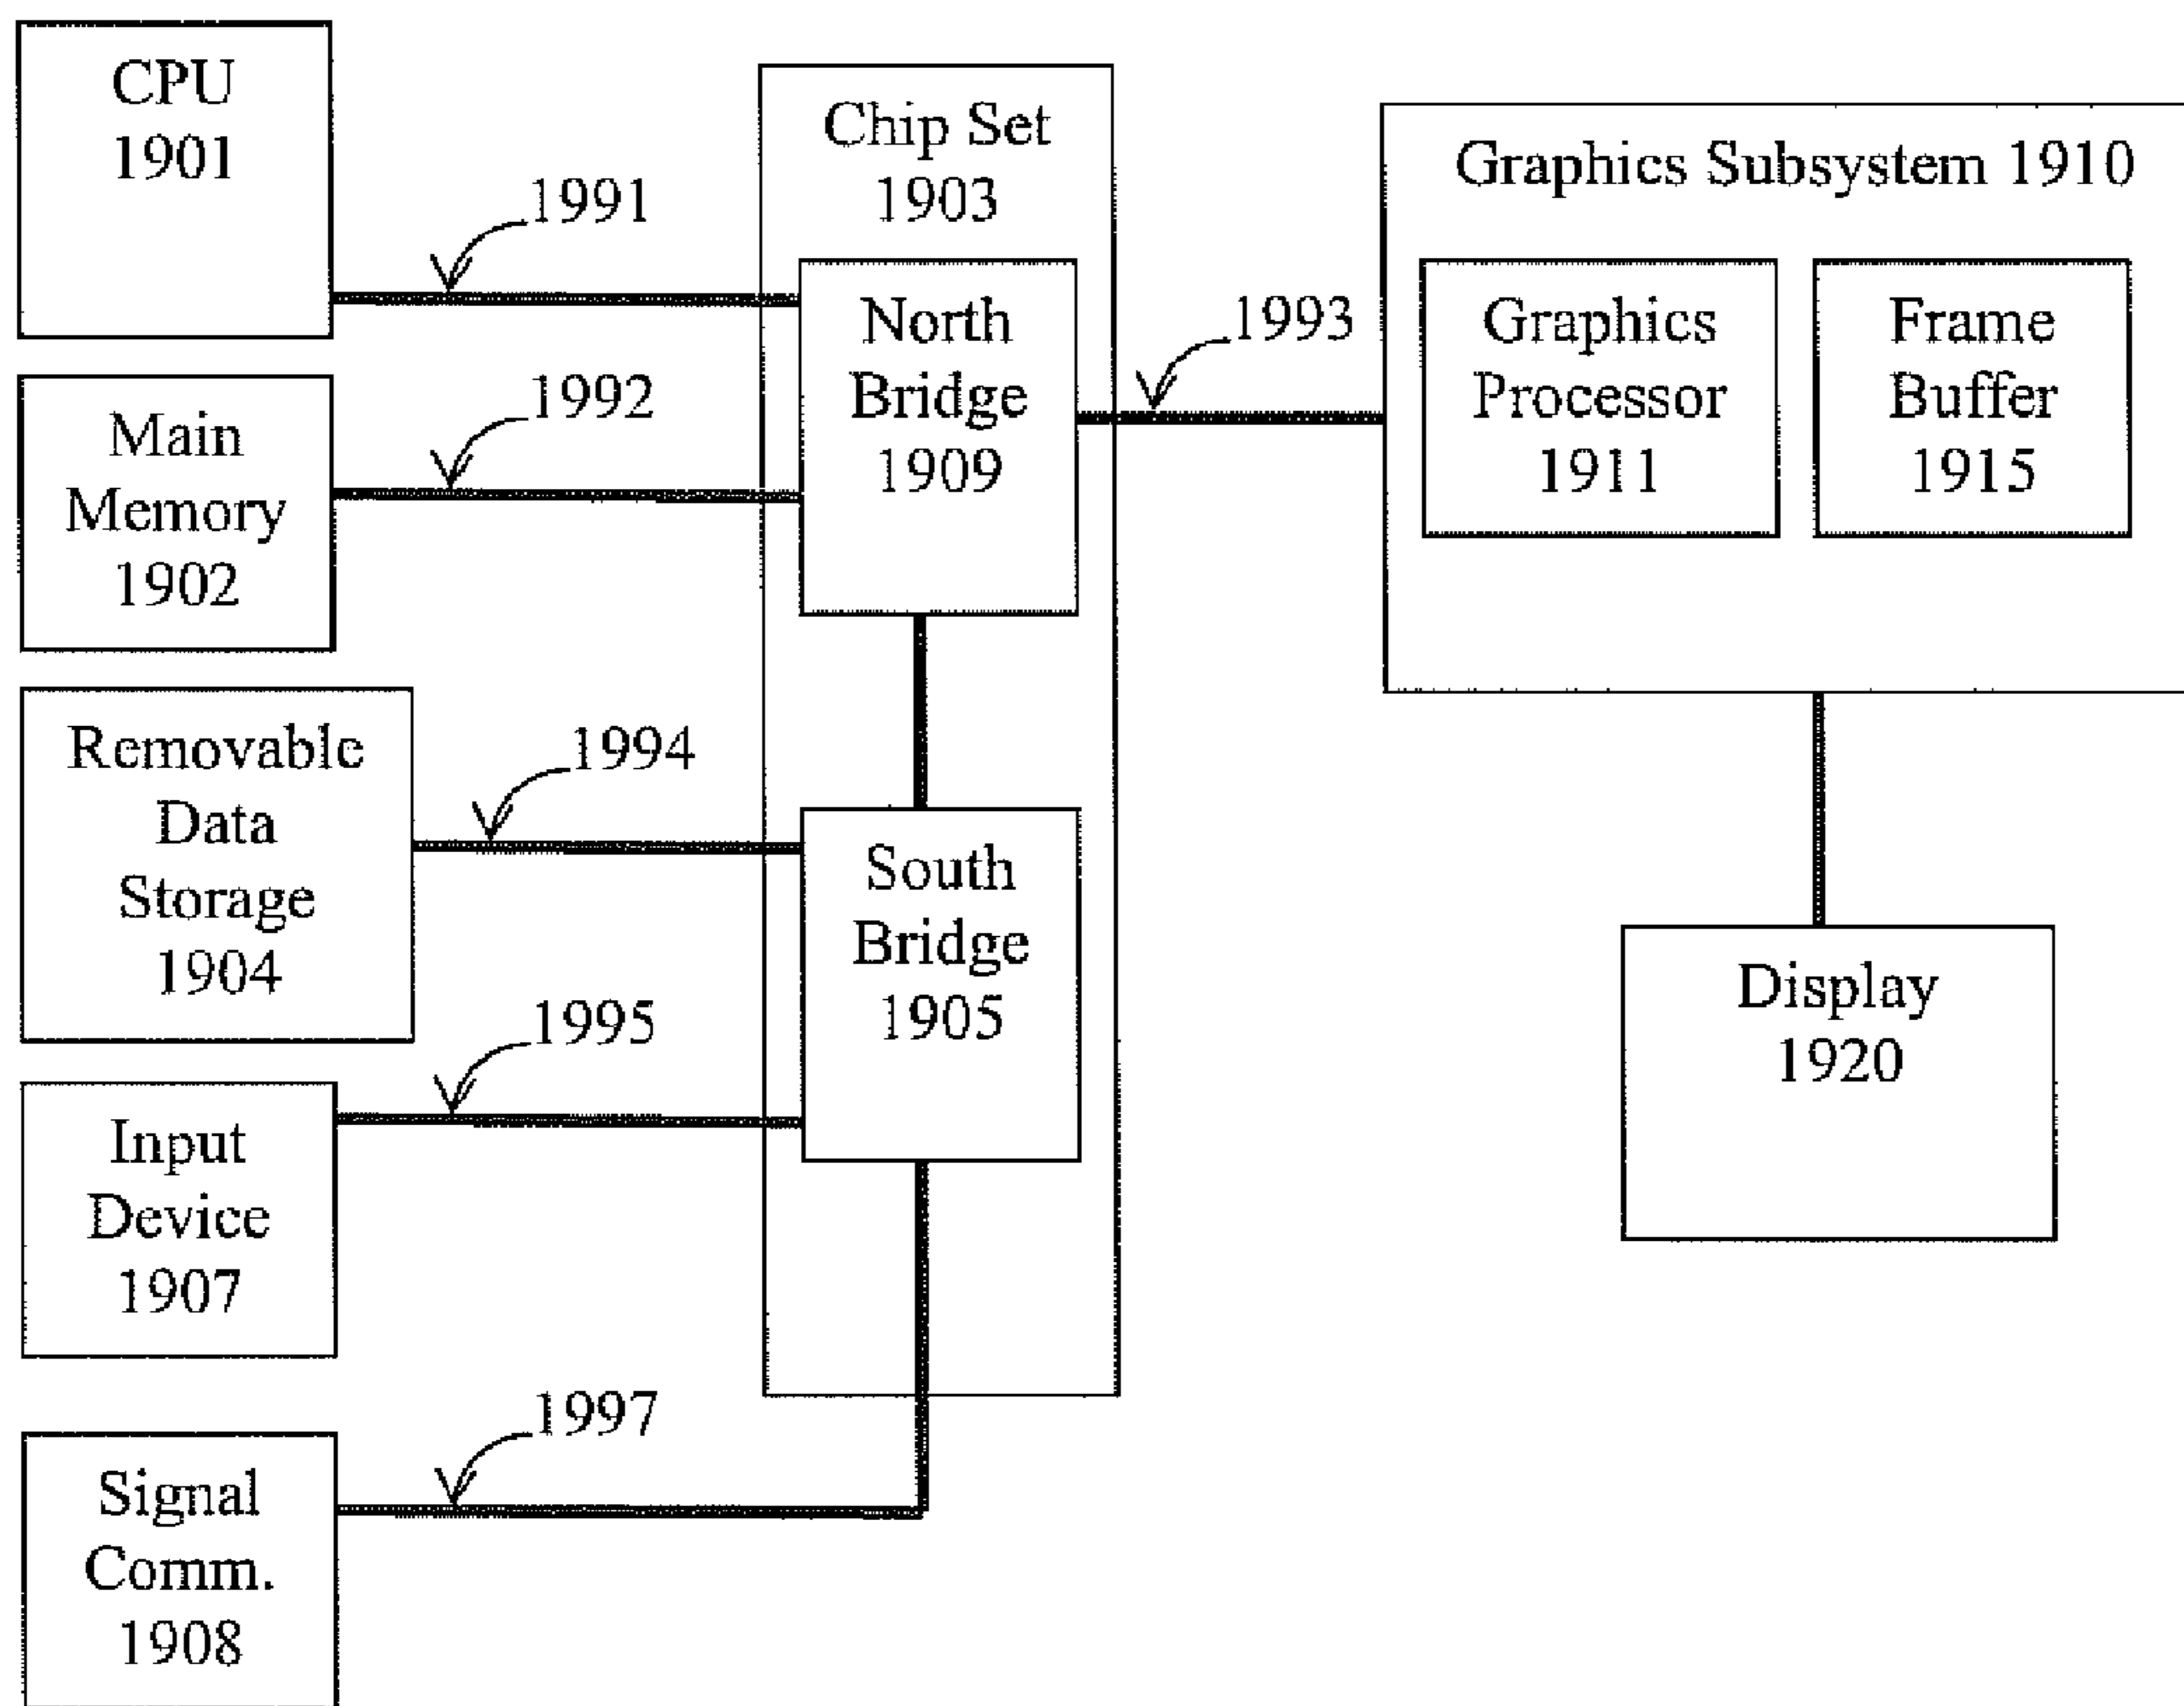 CPU
1901
1991
Main
Memory
1902
1992
Removable
Data
Storage
1904
1994
Input
Device
1907
1995
Signal
Comm.
1908
1997
Chip Set
1903
North
Bridge
1909
South
Bridge
1905
1993
Graphics Subsystem 1910
Graphics
Processor
1911
Frame
Buffer
1915
Display
1920